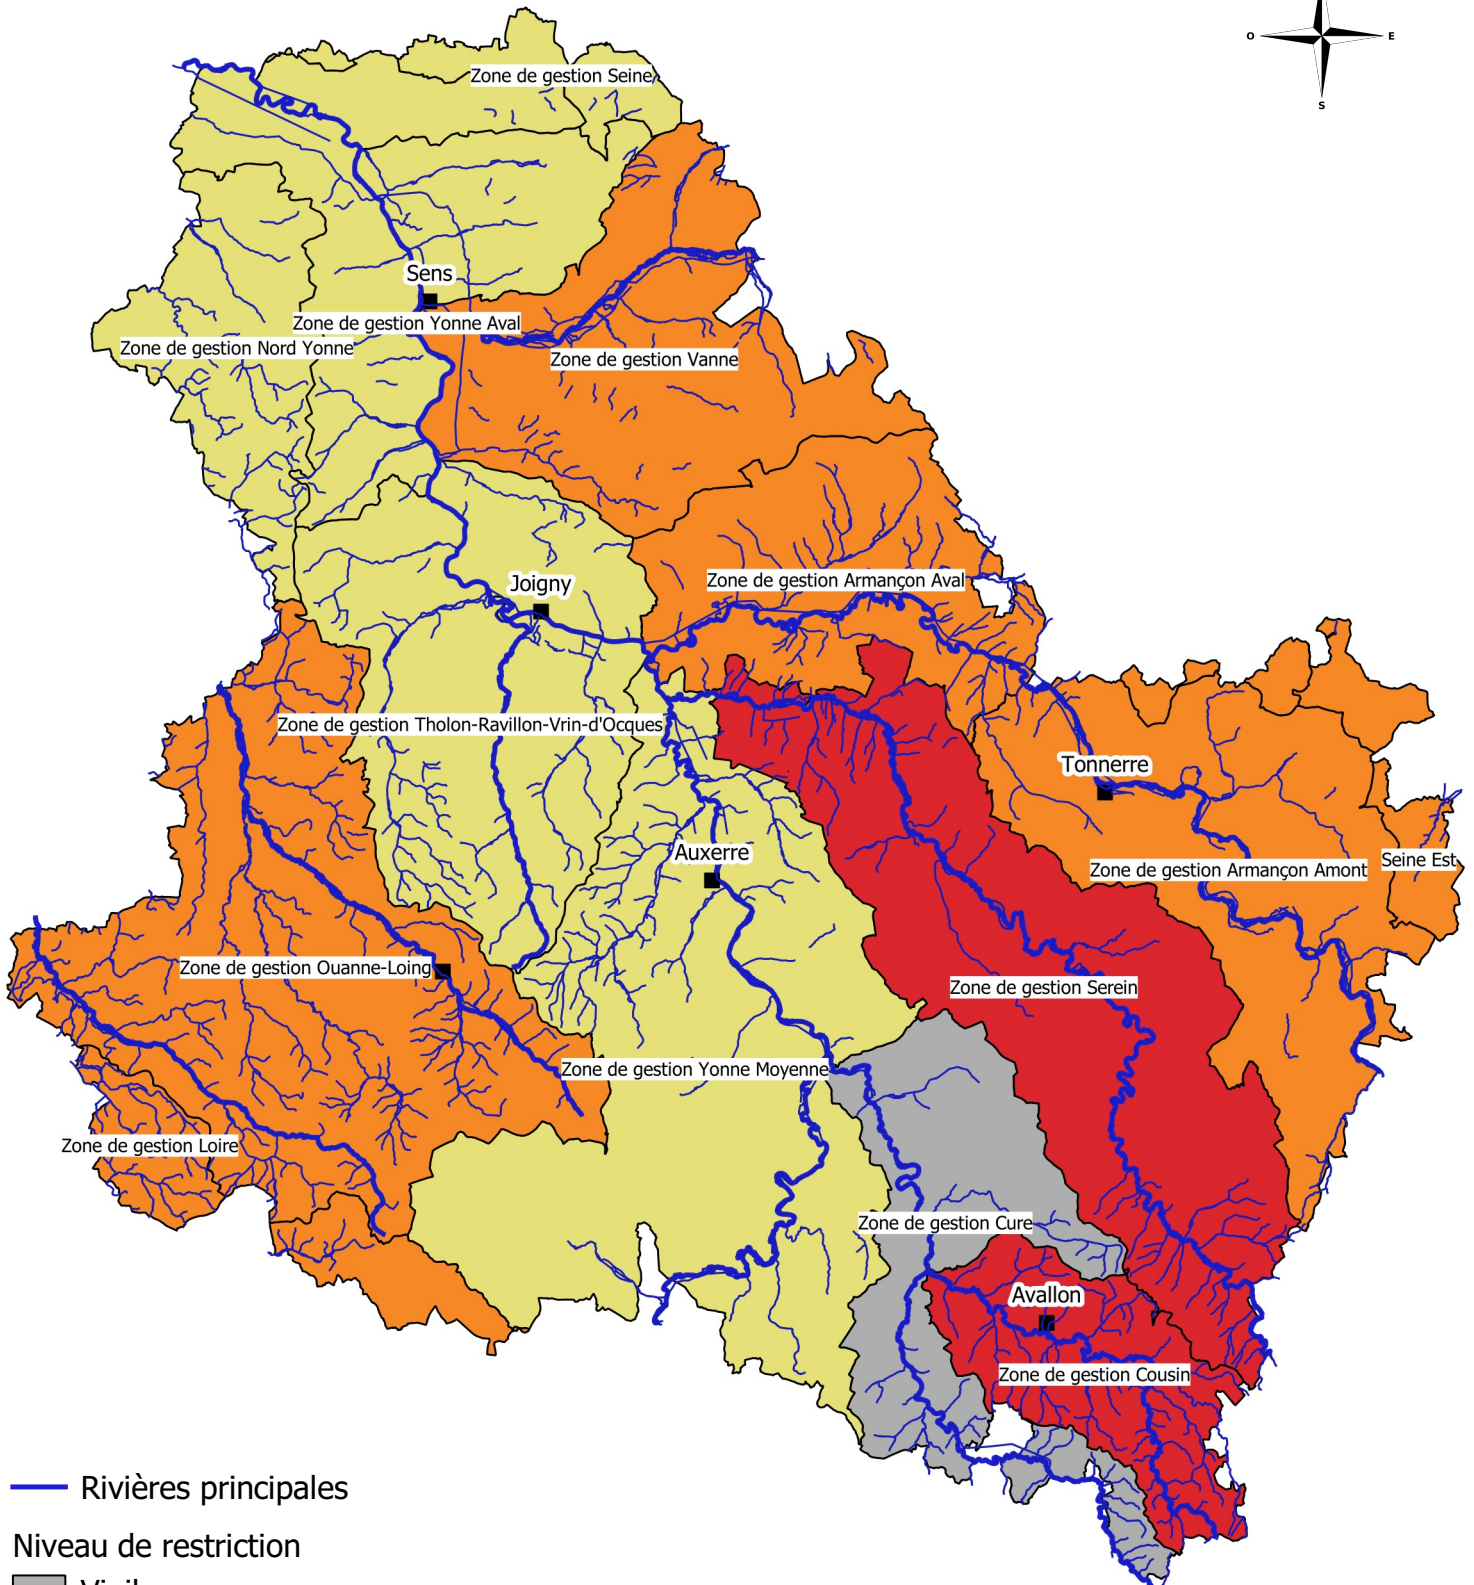 O E
S
Zone de gestion Seine
Sens
Zone de gestion Yonne Aval
Zone de gestion Nord Yonne
Zone de gestion Vanne
Joigny
Zone de gestion Armançon Aval
Zone de gestion Tholon-Ravillon-Vrin-d'Ocques
Tonnerre
Auxerre
Zone de gestion Armançon Amont
Seine Est
Zone de gestion Ouanne-Loing
Zone de gestion Serein
Zone de gestion Yonne Moyenne
Zone de gestion Loire
Zone de gestion Cure
Avallon
Zone de gestion Cousin
Rivières principales
Niveau de restriction